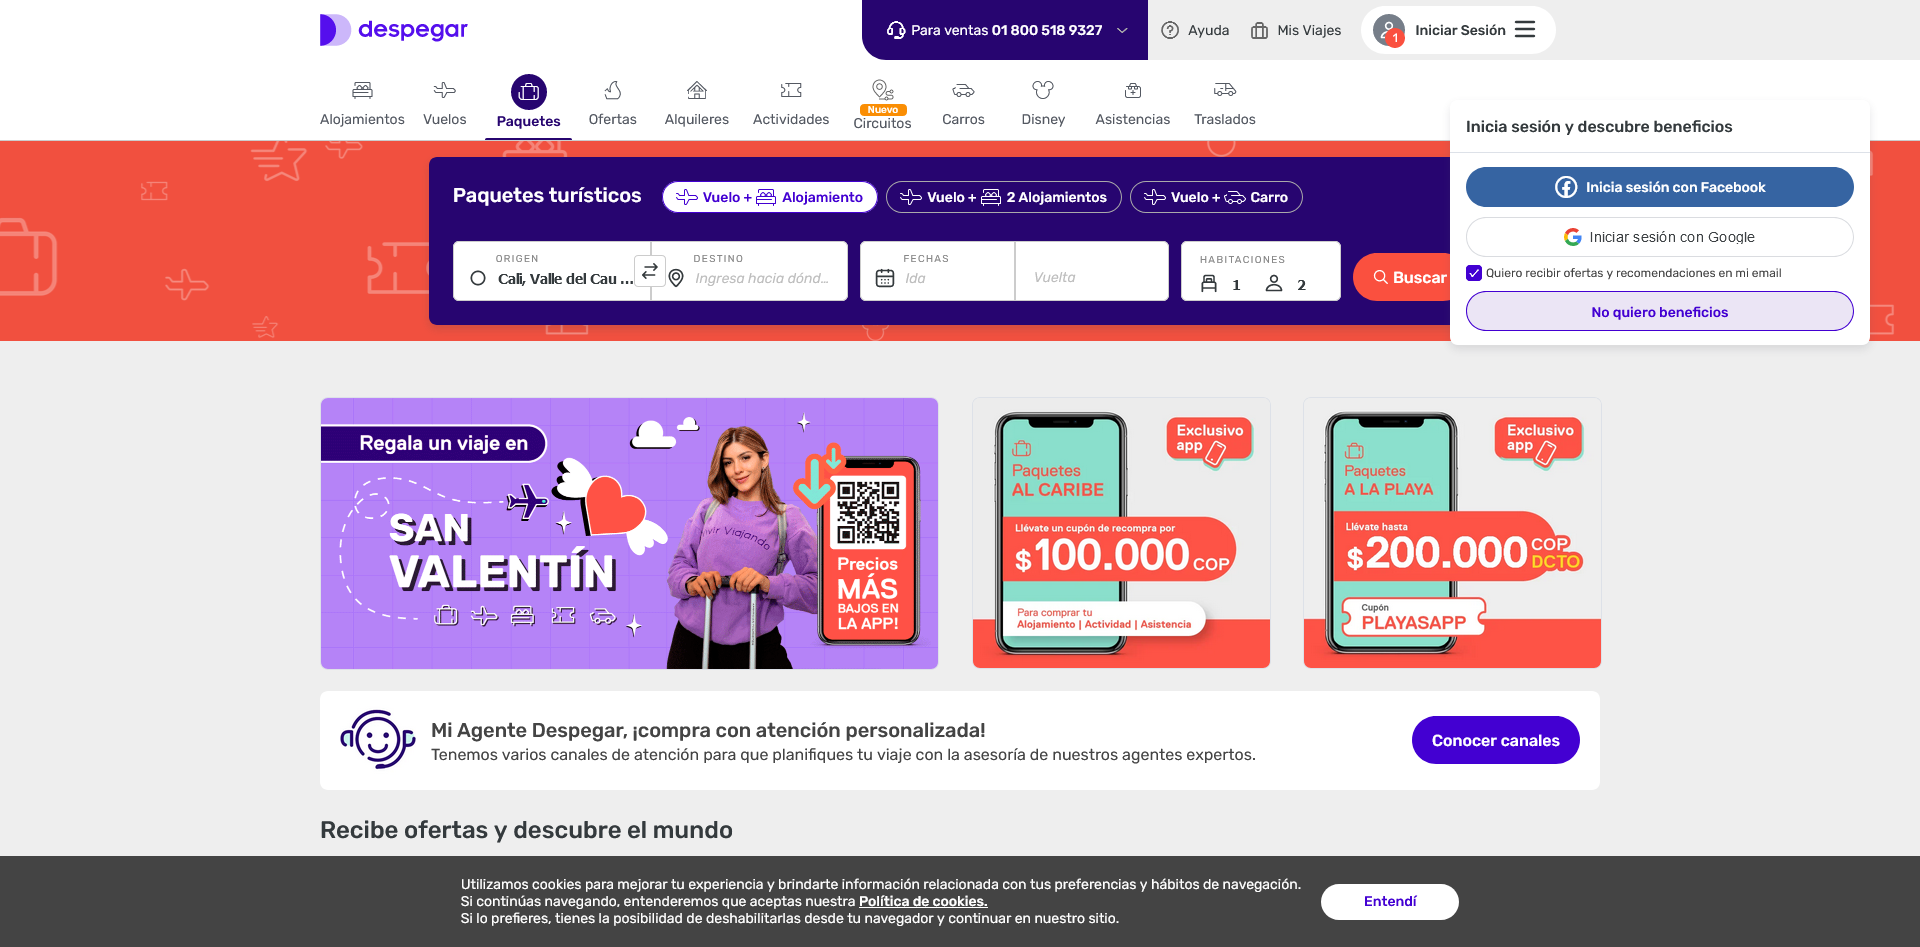 despegar
Para ventas 01 800 518 9327
Ayuda
Mis Viajes
1
Iniciar Sesión
Alojamientos
Vuelos
Paquetes
Ofertas
Alquileres
Actividades
Nuevo
Circuitos
Carros
Disney
Asistencias
Traslados
Inicia sesión y descubre beneficios
Inicia sesión con Facebook
Iniciar sesión con Google
Quiero recibir ofertas y recomendaciones en mi email
No quiero beneficios
Paquetes turísticos
Vuelo + Alojamiento
Vuelo + 2 Alojamientos
Vuelo + Carro
ORIGEN
Cali, Valle del Cau ...
DESTINO
Ingresa hacia dónd...
FECHAS
Ida
Vuelta
HABITACIONES
1
2
Buscar
Regala un viaje en
SAN
VALENTÍN
Vivir Viajando
Precios
MÁS
BAJOS EN
LA APP!
Exclusivo
app
Paquetes
AL CARIBE
Llévate un cupón de recompra por
$100.000 COP
Para comprar tu
Alojamiento | Actividad | Asistencia
Exclusivo
app
Paquetes
A LA PLAYA
Llévate hasta
$200.000 COP
DCTO
Cupón
PLAYASAPP
Mi Agente Despegar, ¡compra con atención personalizada!
Tenemos varios canales de atención para que planifiques tu viaje con la asesoría de nuestros agentes expertos.
Conocer canales
Recibe ofertas y descubre el mundo
Utilizamos cookies para mejorar tu experiencia y brindarte información relacionada con tus preferencias y hábitos de navegación.
Si continúas navegando, entenderemos que aceptas nuestra Política de cookies.
Si lo prefieres, tienes la posibilidad de deshabilitarlas desde tu navegador y continuar en nuestro sitio.
Entendí